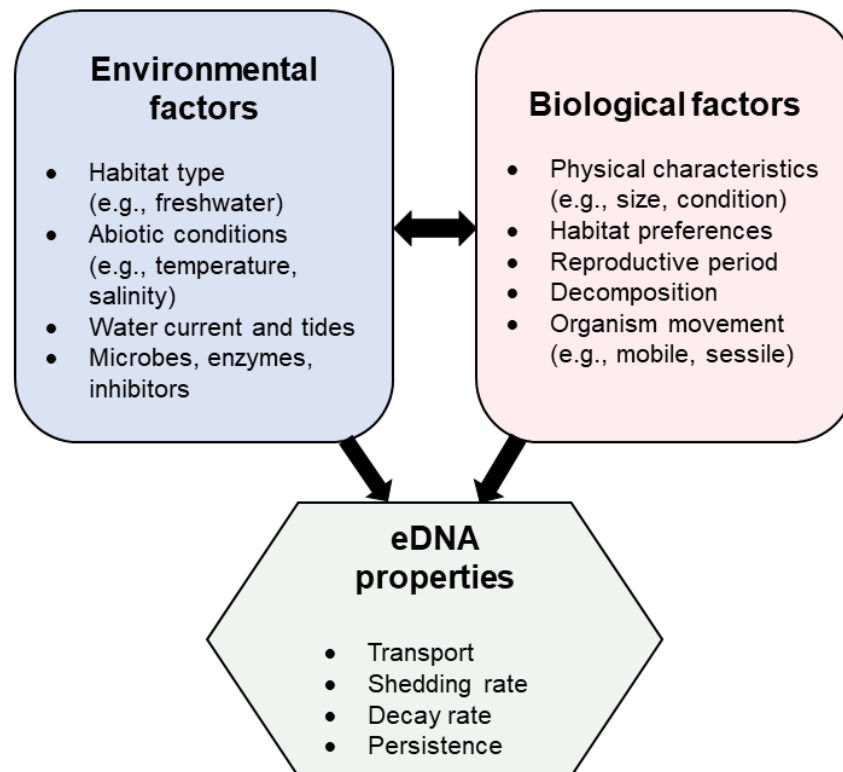 Environmental
factors
• Habitat type
(e.g., freshwater)
• Abiotic conditions
(e.g., temperature,
salinity)
• Water current and tides
• Microbes, enzymes,
inhibitors
Biological factors
• Physical characteristics
(e.g., size, condition)
• Habitat preferences
• Reproductive period
• Decomposition
• Organism movement
(e.g., mobile, sessile)
eDNA
properties
• Transport
• Shedding rate
• Decay rate
• Persistence